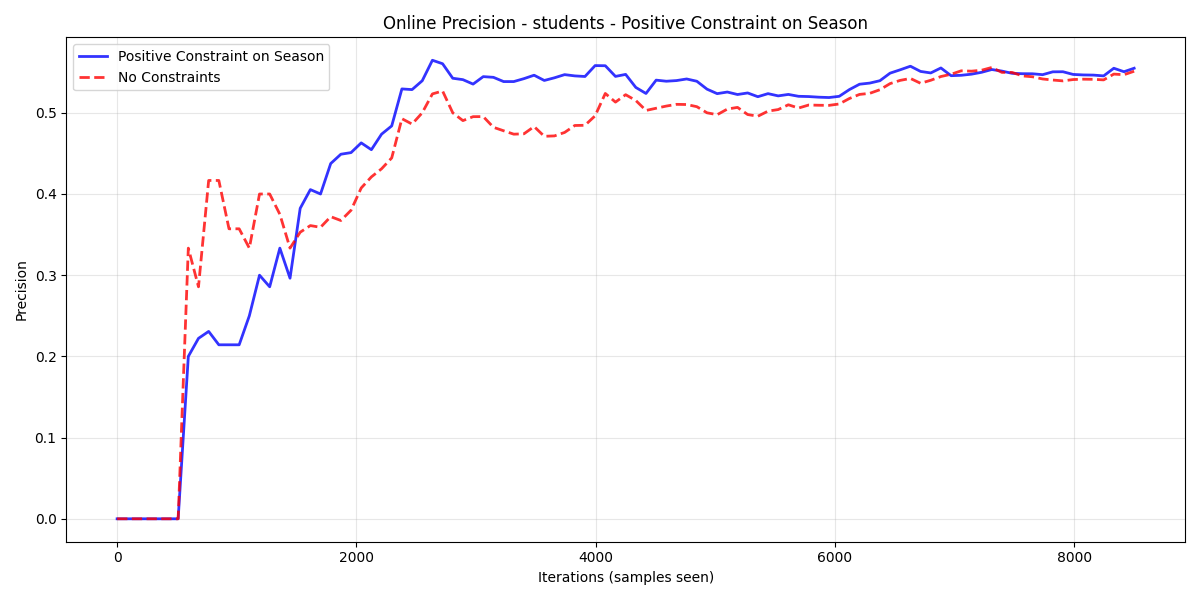 Online Precision - students - Positive Constraint on Season
Positive Constraint on Season
No Constraints
Precision
0.5
0.4
0.3
0.2
0.1
0.0
0 2000 4000 6000 8000
Iterations (samples seen)